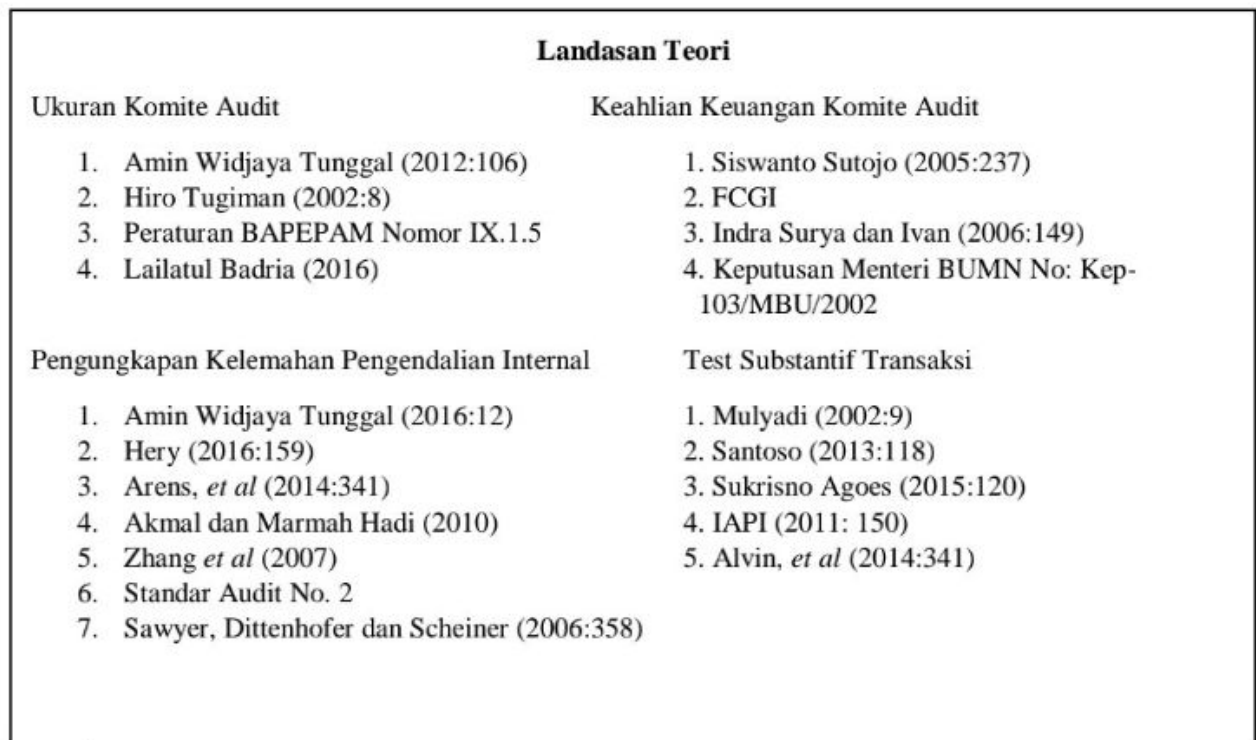 Landasan Teori
Ukuran Komite Audit
1. Amin Widjaya Tunggal (2012:106)
2. Hiro Tugiman (2002:8)
3. Peraturan BAPEPAM Nomor IX.1.5
4. Lailatul Badria (2016)
Keahlian Keuangan Komite Audit
1. Siswanto Sutojo (2005:237)
2. FCGI
3. Indra Surya dan Ivan (2006:149)
4. Keputusan Menteri BUMN No: Kep-
103/MBU/2002
Pengungkapan Kelemahan Pengendalian Internal
1. Amin Widjaya Tunggal (2016:12)
2. Hery (2016:159)
3. Arens, et al (2014:341)
4. Akmal dan Marmah Hadi (2010)
5. Zhang et al (2007)
6. Standar Audit No. 2
7. Sawyer, Dittenhofer dan Scheiner (2006:358)
Test Substantif Transaksi
1. Mulyadi (2002:9)
2. Santoso (2013:118)
3. Sukrisno Agoes (2015:120)
4. IAPI (2011: 150)
5. Alvin, et al (2014:341)